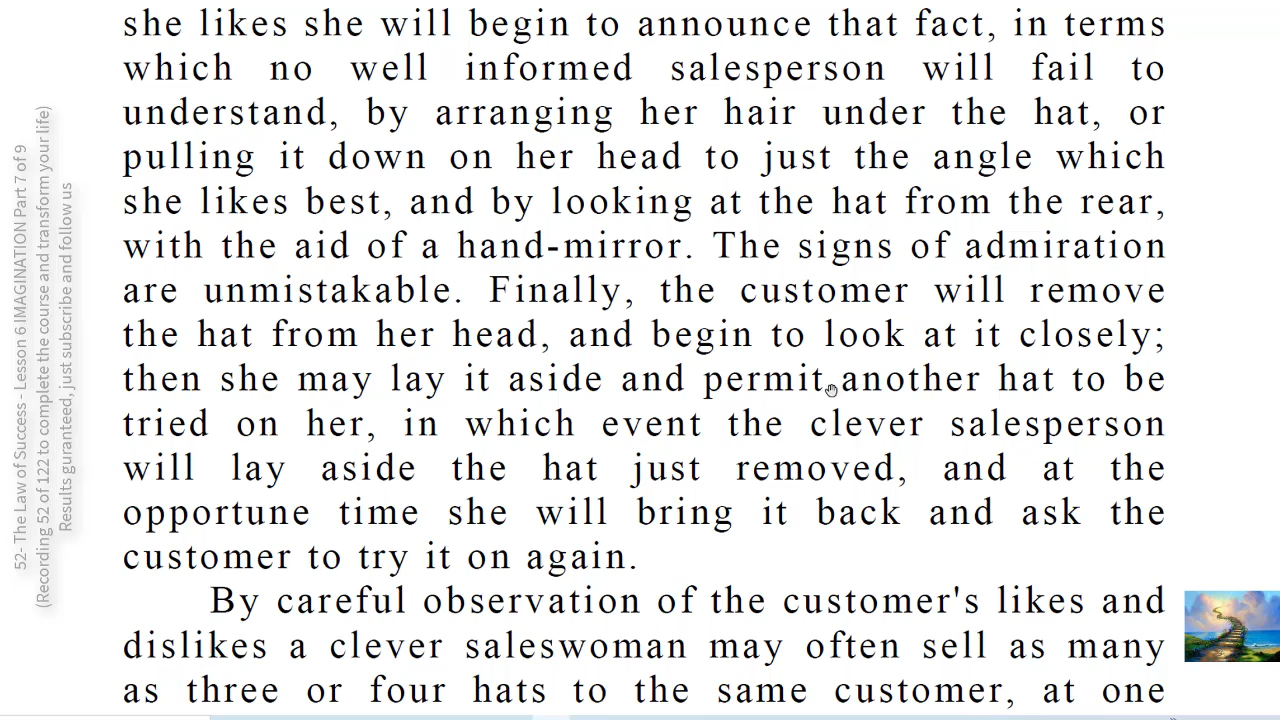 she likes she will begin to announce that fact, in terms
which no well informed salesperson will fail to
understand, by arranging her hair under the hat, or
pulling it down on her head to just the angle which
she likes best, and by looking at the hat from the rear,
with the aid of a hand-mirror. The signs of admiration
are unmistakable. Finally, the customer will remove
the hat from her head, and begin to look at it closely;
then she may lay it aside and permit another hat to be
tried on her, in which event the clever salesperson
will lay aside the hat just removed, and at the
opportune time she will bring it back and ask the
customer to try it on again.
By careful observation of the customer's likes and
dislikes a clever saleswoman may often sell as many
as three or four hats to the same customer, at one
52- The Law of Success - Lesson 6 IMAGINATION Part 7 of 9
(Recording 52 of 122 to complete the course and transform your life)
Results guranteed, just subscribe and follow us